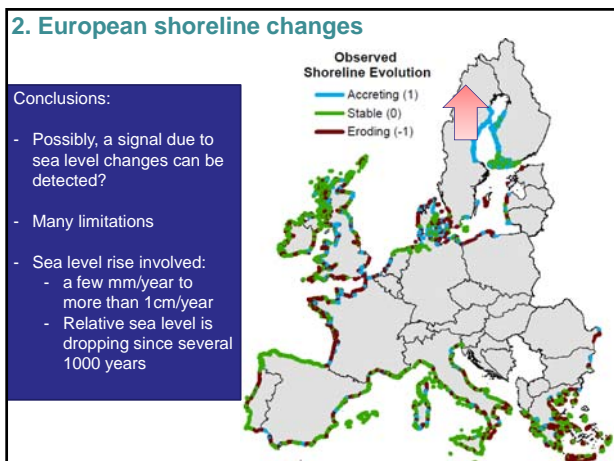 2. European shoreline changes
Conclusions:
- Possibly, a signal due to
sea level changes can be
detected?
- Many limitations
- Sea level rise involved:
- a few mm/year to
more than 1cm/year
- Relative sea level is
dropping since several
1000 years
Observed
Shoreline Evolution
Accreting (1)
Stable (0)
Eroding (-1)